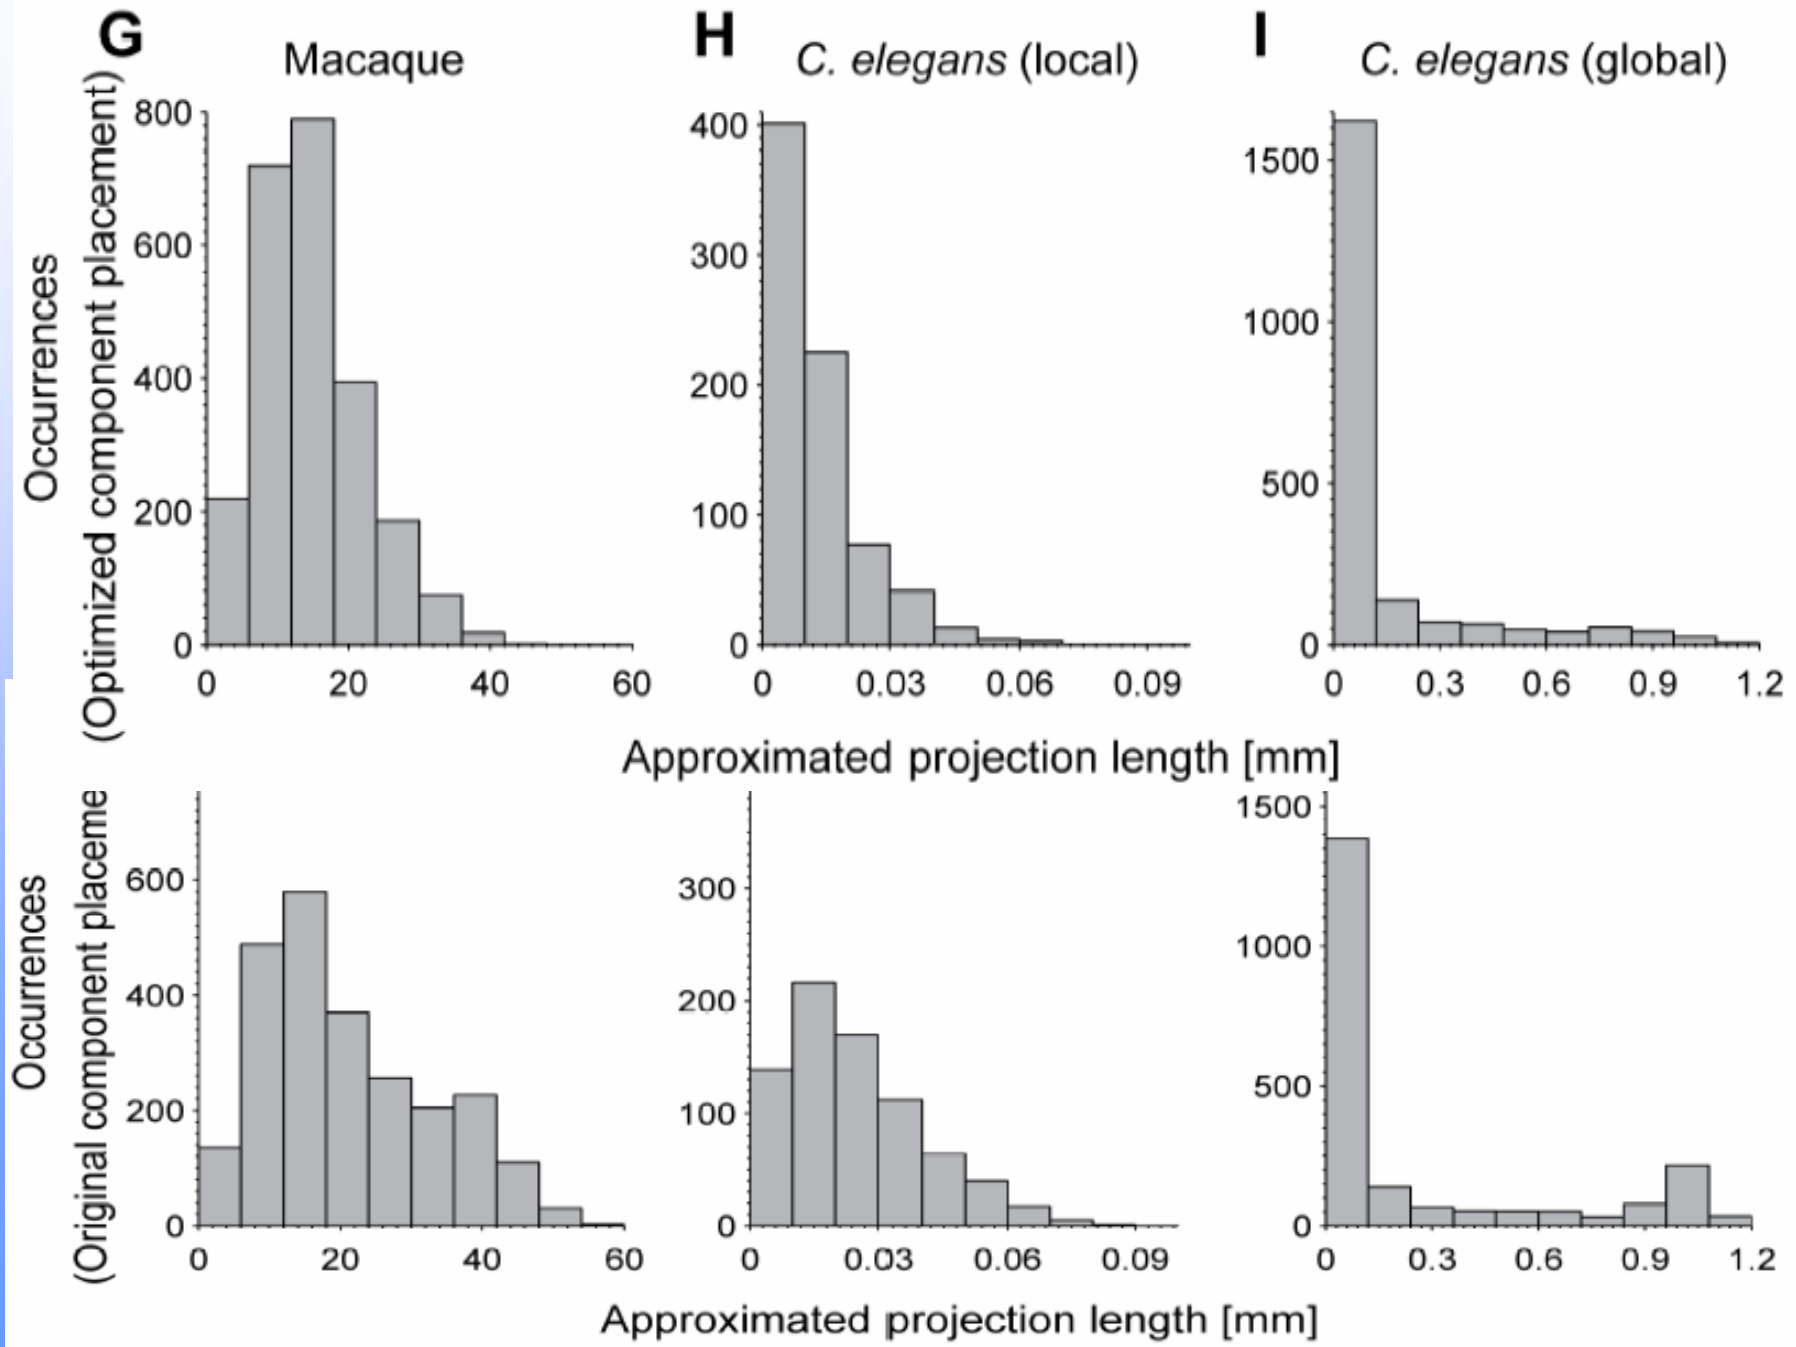 G
Macaque
H
C. elegans (local)
I
C. elegans (global)
Occurrences
(Optimized component placement)
800
600
400
200
0
0 20 40 60
400
300
200
100
0
0 0.03 0.06 0.09
1500
1000
500
0
0 0.3 0.6 0.9 1.2
Approximated projection length [mm]
Occurrences
(Original component placeme
600
400
200
0
0 20 40 60
300
200
100
0
0 0.03 0.06 0.09
1500
1000
500
0
0 0.3 0.6 0.9 1.2
Approximated projection length [mm]